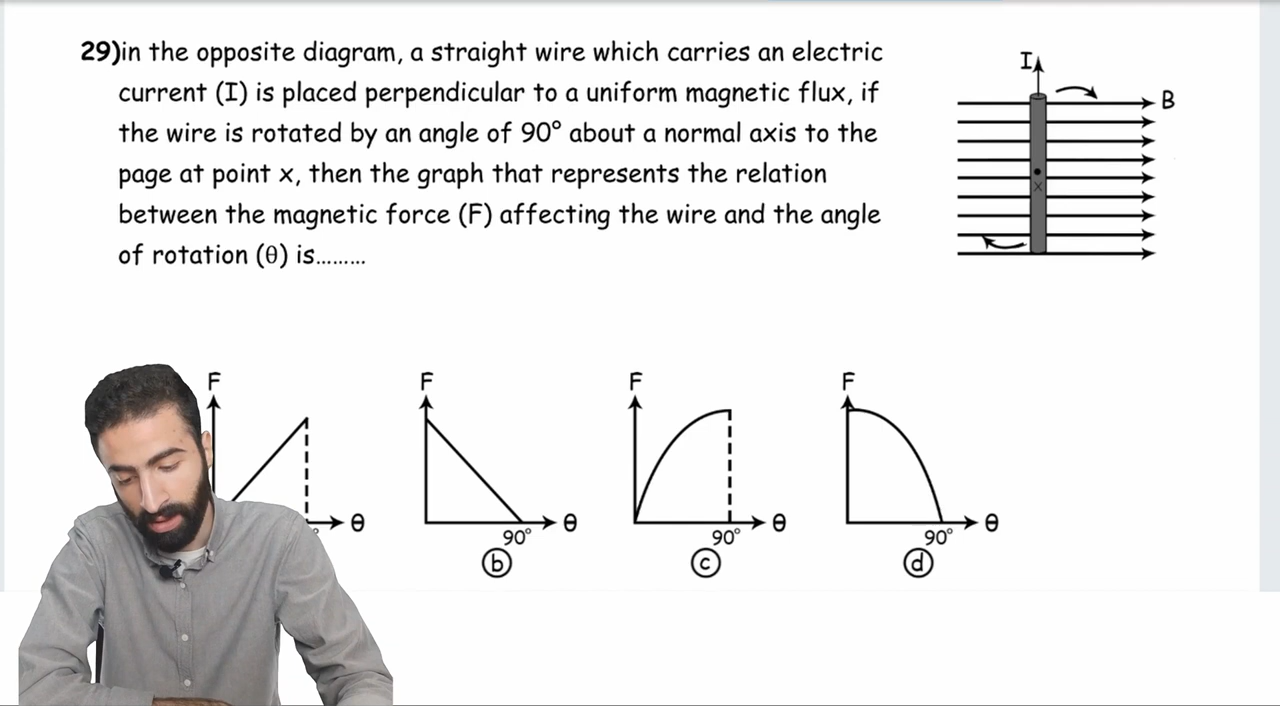 29)in the opposite diagram, a straight wire which carries an electric
current (I) is placed perpendicular to a uniform magnetic flux, if
the wire is rotated by an angle of 90° about a normal axis to the
page at point x, then the graph that represents the relation
between the magnetic force (F) affecting the wire and the angle
of rotation (θ) is.........
I
B
x
F
F
F
F
θ
θ
θ
θ
90°
90°
90°
b
c
d